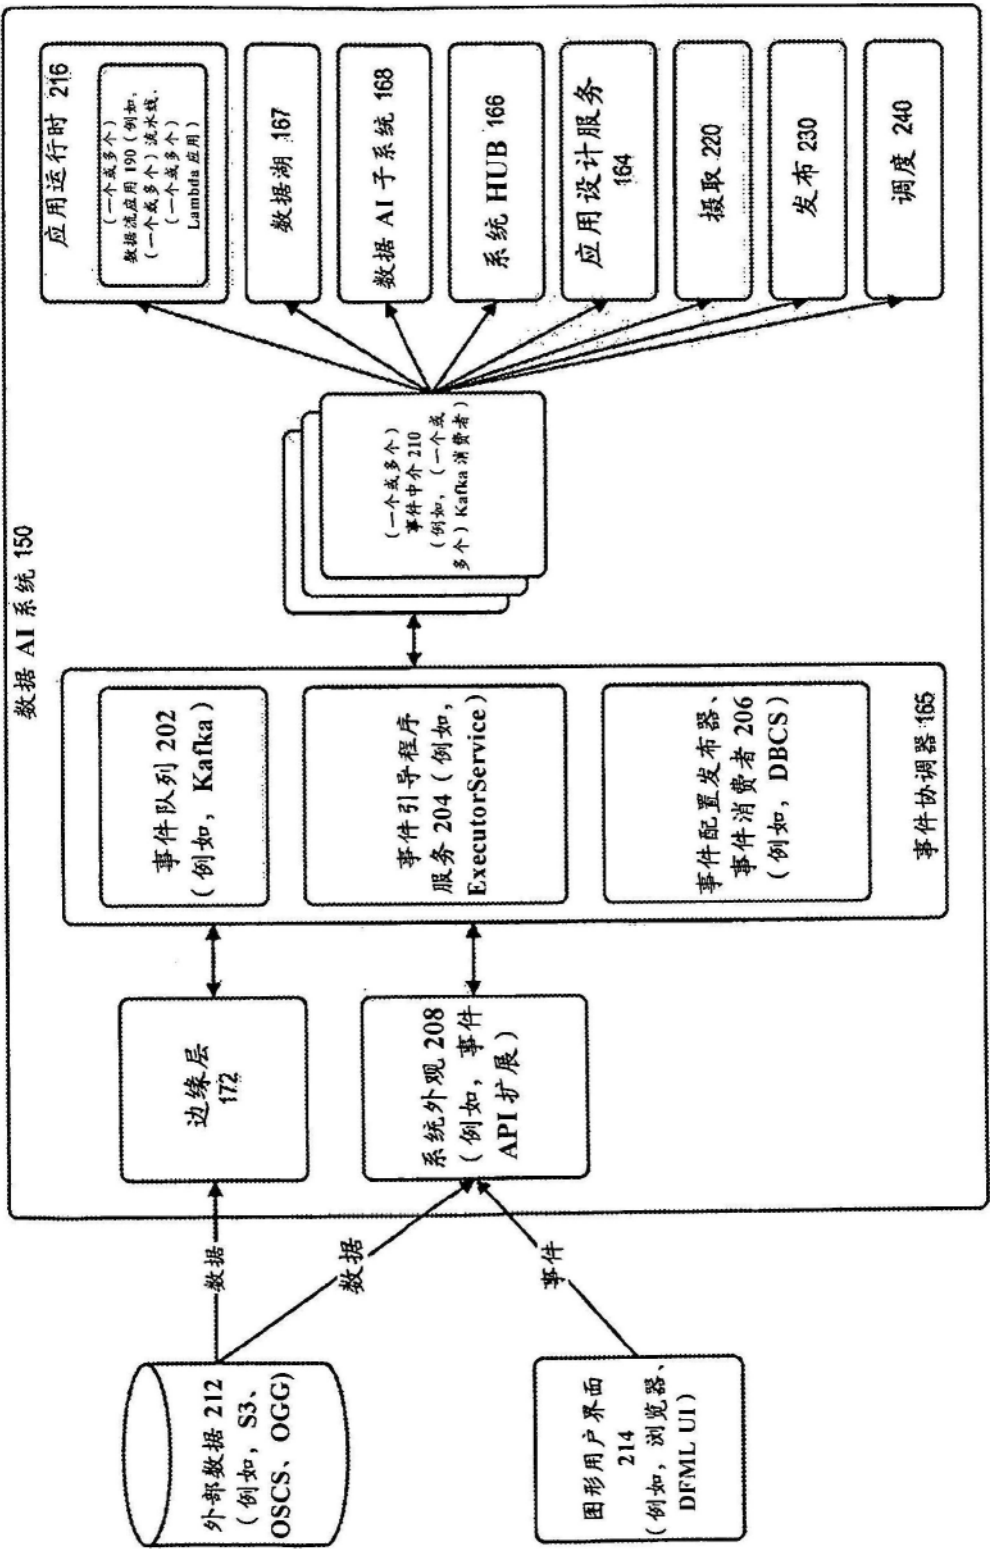 数据 AI 系统 150
外部数据 212
（例如，S3、
OSCS、OGG)
图形用户界面
214
（例如，浏览器、
DFML UI）
数据
数据
事件
边缘层
172
系统外观 208
（例如，事件
API 扩展）
事件队列 202
（例如，Kafka）
事件引导程序
服务 204（例如，
ExecutorService）
事件配置发布器、
事件消费者 206
（例如，DBCS）
事件协调器 165
（一个或多个）
事件中介 210
（例如，（一个或
多个）Kafka 消费者）
应用运行时 216
（一个或多个）
数据流应用 190（例如，
（一个或多个）流水线、
（一个或多个）
Lambda 应用）
数据湖 167
数据 AI 子系统 168
系统 HUB 166
应用设计服务
164
摄取 220
发布 230
调度 240